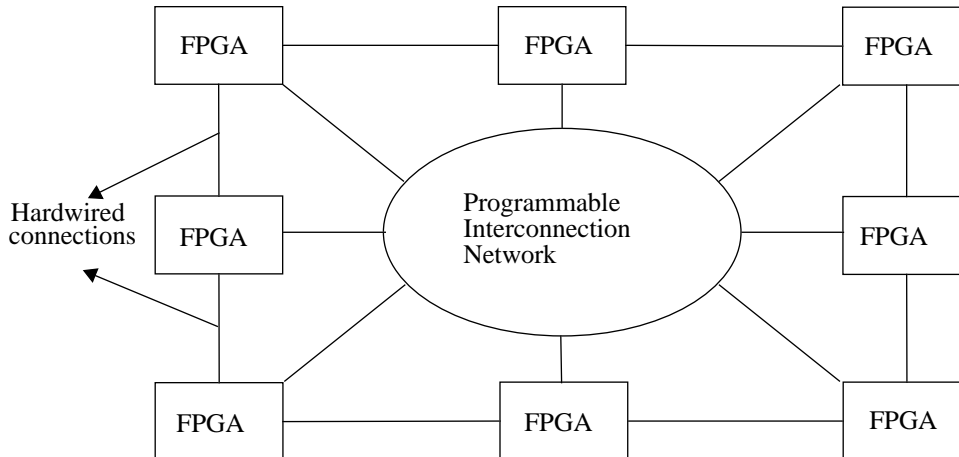 FPGA
FPGA
FPGA
Hardwired
connections
FPGA
Programmable
Interconnection
Network
FPGA
FPGA
FPGA
FPGA